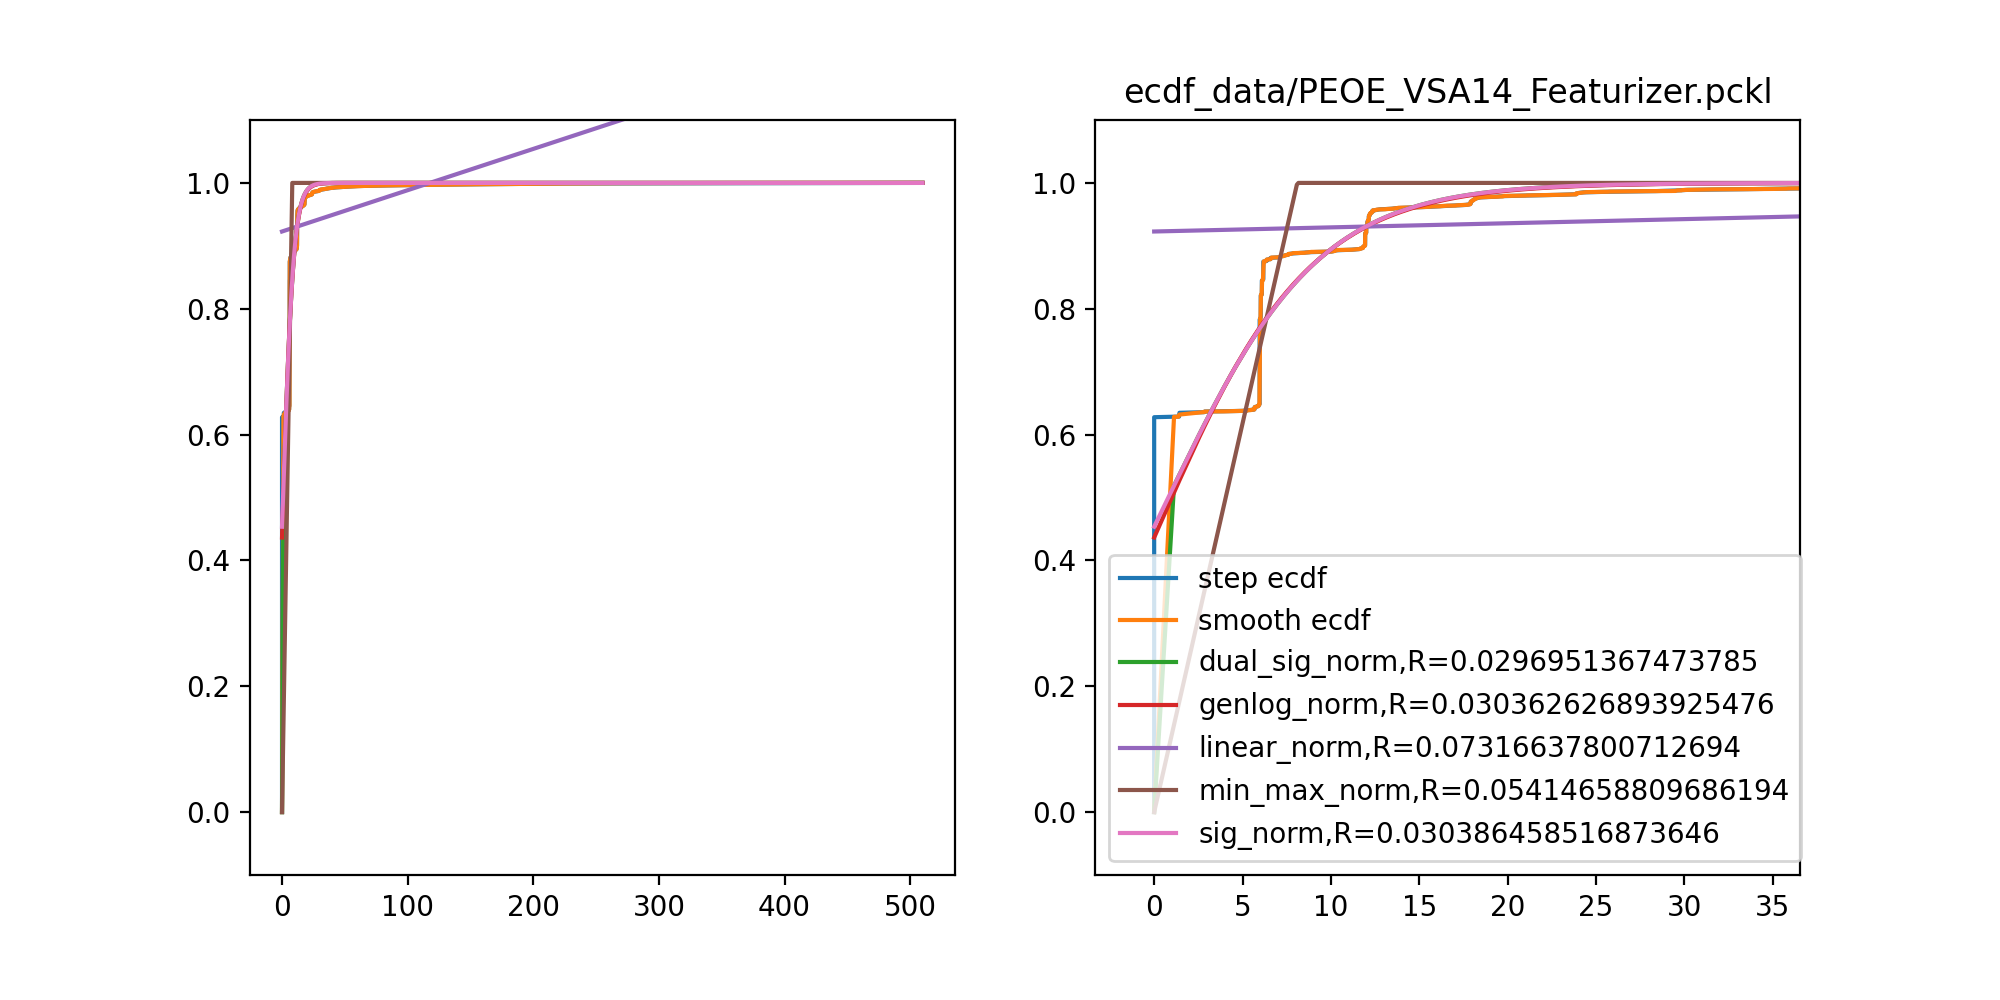 ecdf_data/PEOE_VSA14_Featurizer.pckl
1.0
0.8
0.6
0.4
0.2
0.0
0 100 200 300 400 500
1.0
0.8
0.6
0.4
0.2
0.0
step ecdf
smooth ecdf
dual_sig_norm,R=0.0296951367473785
genlog_norm,R=0.030362626893925476
linear_norm,R=0.07316637800712694
min_max_norm,R=0.05414658809686194
sig_norm,R=0.030386458516873646
0 5 10 15 20 25 30 35